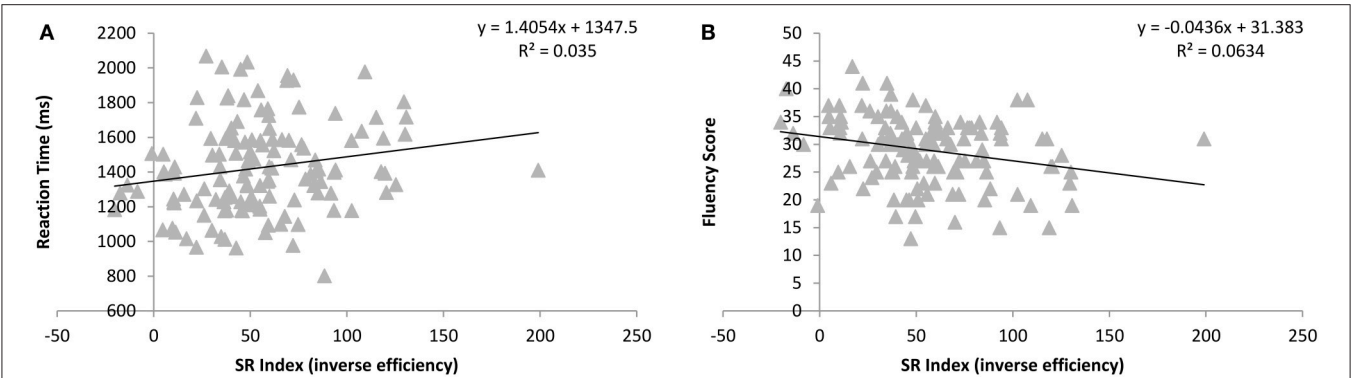 A
y = 1.4054x + 1347.5
R² = 0.035
Reaction Time (ms)
2200
2000
1800
1600
1400
1200
1000
800
600
-50 0 50 100 150 200 250
SR Index (inverse efficiency)
B
y = -0.0436x + 31.383
R² = 0.0634
Fluency Score
50
45
40
35
30
25
20
15
10
5
0
-50 0 50 100 150 200 250
SR Index (inverse efficiency)